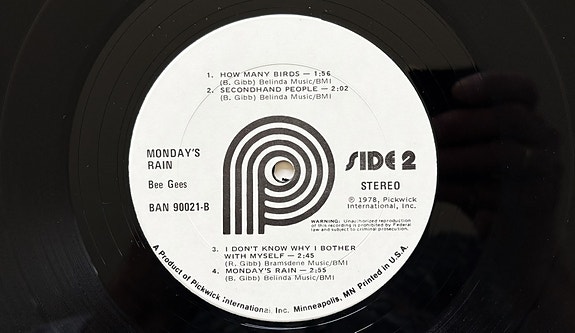 1. HOW MANY BIRDS — 1:56
(B. Gibb) Belinda Music/BMI
2. SECONDHAND PEOPLE — 2:02
(B. Gibb) Belinda Music/BMI
MONDAY'S
RAIN
Bee Gees
BAN 90021-B
SIDE 2
STEREO
℗ 1978, Pickwick
International, Inc.
WARNING: Unauthorized reproduction
of this recording is prohibited by Federal
law and subject to criminal prosecution.
3. I DON'T KNOW WHY I BOTHER
WITH MYSELF — 2:45
(R. Gibb) Bramsdene Music/BMI
4. MONDAY'S RAIN — 2:55
(B. Gibb) Belinda Music/BMI
A Product of Pickwick International Inc. Minneapolis, MN Printed in U.S.A.